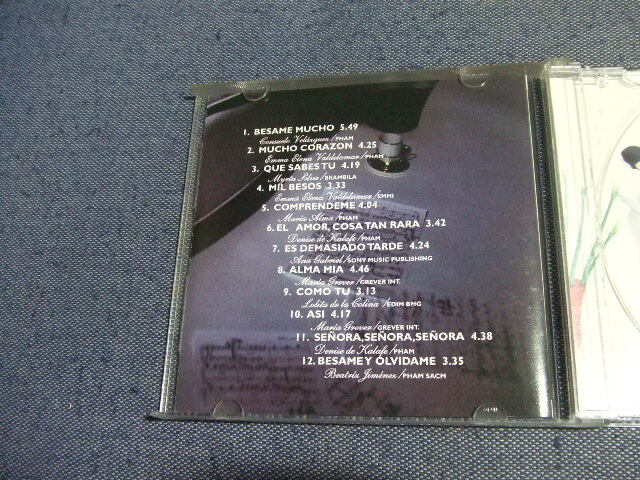 1. BESAME MUCHO 5.49
Consuelo Velázquez/PHAM
2. MUCHO CORAZON 4.25
Emma Elena Valdelamar/PHAM
3. QUE SABES TU 4.19
Myrta Silva/BRAMBILA
4. MIL BESOS 3.33
Emma Elena Valdelamar/EMMI
5. COMPRENDEME 4.04
María Alma/PHAM
6. EL AMOR, COSA TAN RARA 3.42
Denise de Kalafe/PHAM
7. ES DEMASIADO TARDE 4.24
Ana Gabriel/SONY MUSIC PUBLISHING
8. ALMA MIA 4.46
María Grever/GREVER INT.
9. COMO TU 3.13
Lolita de la Colina/EDIM BMG
10. ASI 4.17
María Grever/GREVER INT.
11. SEÑORA,SEÑORA,SEÑORA 4.38
Denise de Kalafe/PHAM
12. BESAME Y OLVIDAME 3.35
Beatríz Jiménez/PHAM SACM